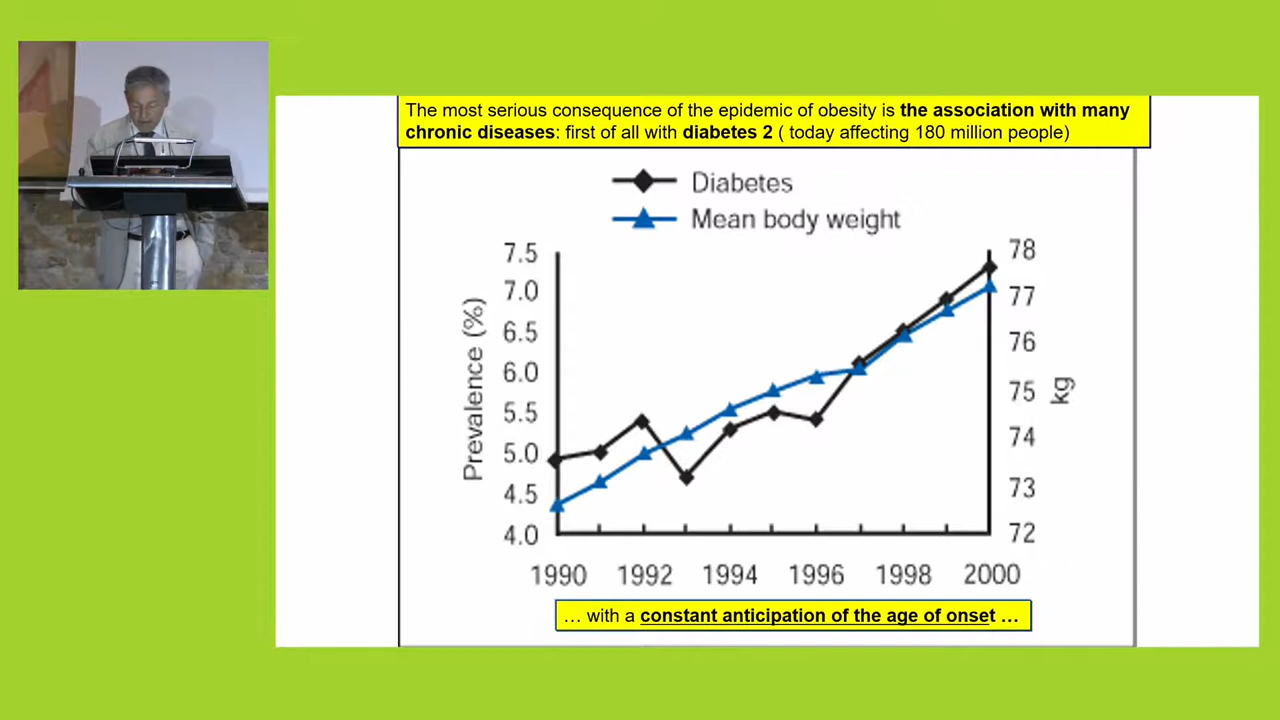 The most serious consequence of the epidemic of obesity is the association with many
chronic diseases: first of all with diabetes 2 ( today affecting 180 million people)
Diabetes
Mean body weight
7.5
7.0
6.5
6.0
5.5
5.0
4.5
4.0
Prevalence (%)
78
77
76
75
74
73
72
kg
1990 1992 1994 1996 1998 2000
… with a constant anticipation of the age of onset …